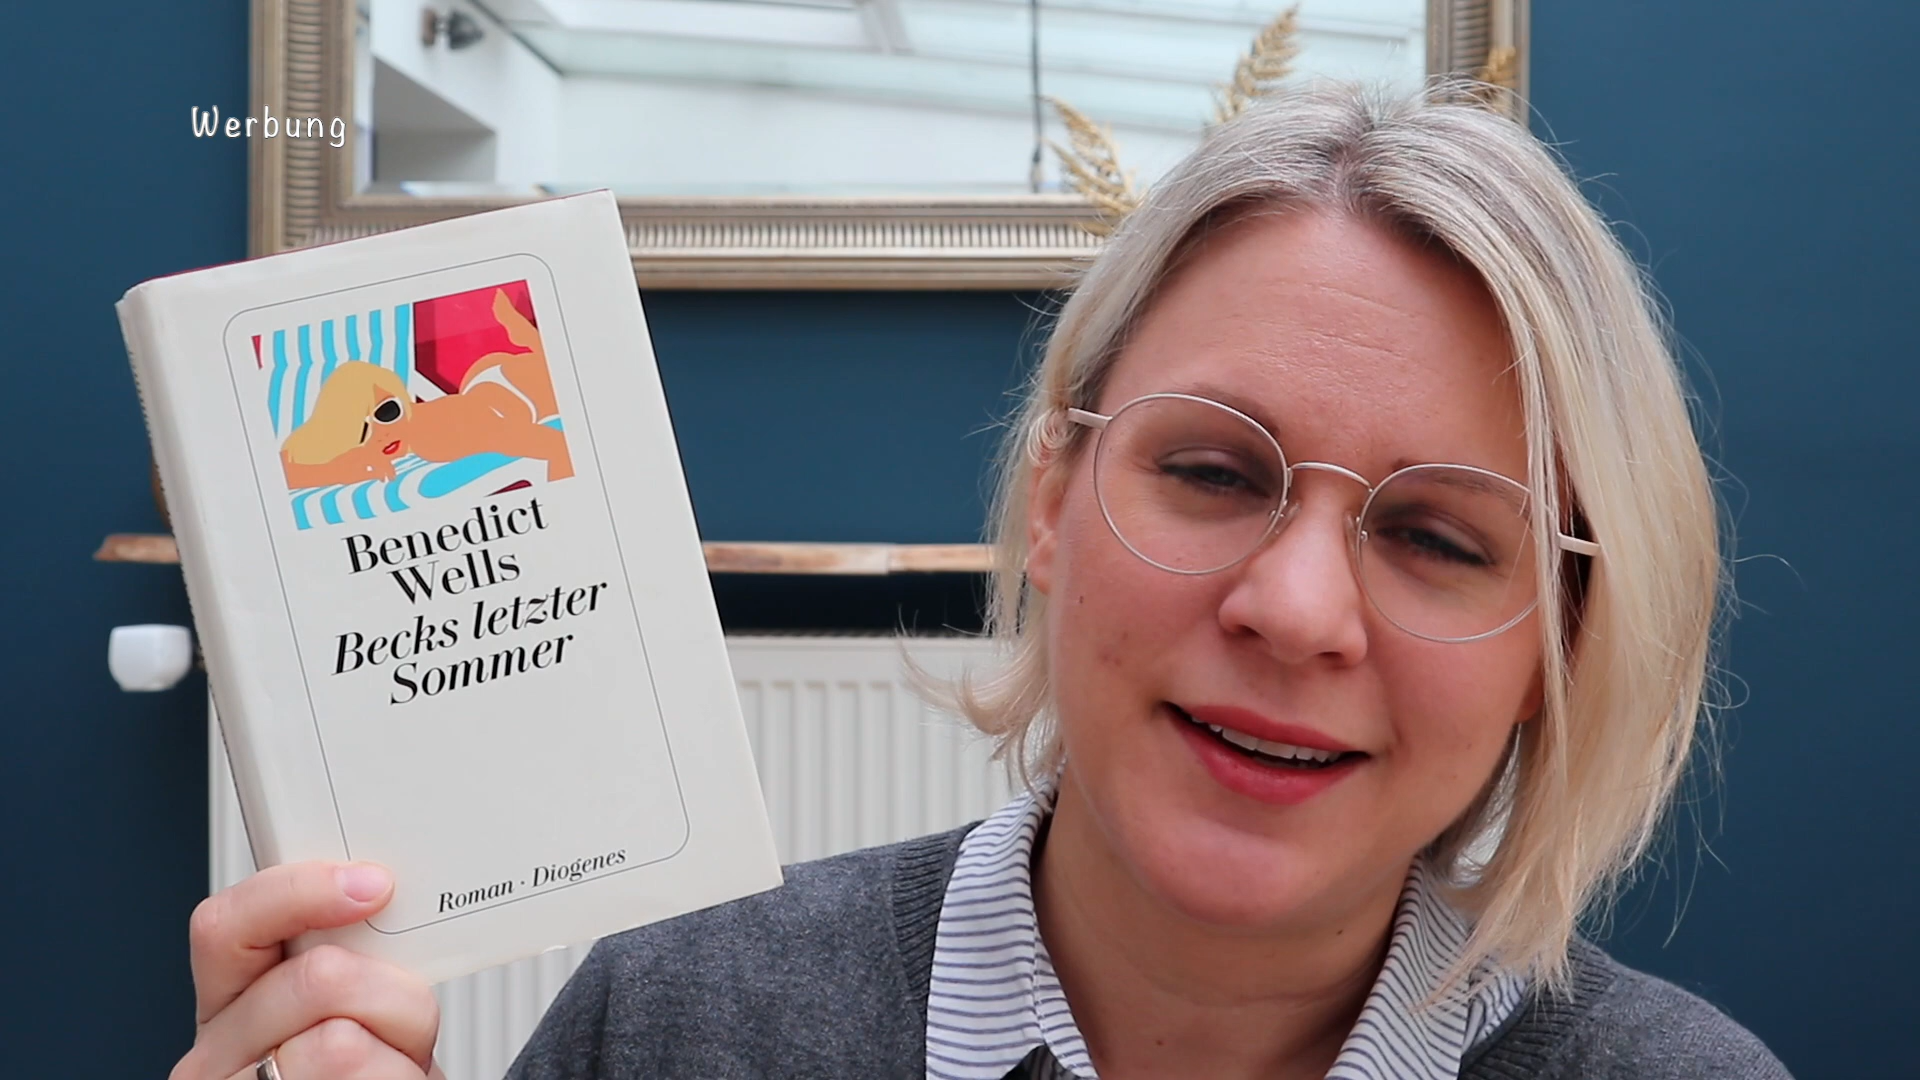 Werbung
Benedict
Wells
Becks letzter
Sommer
Roman · Diogenes